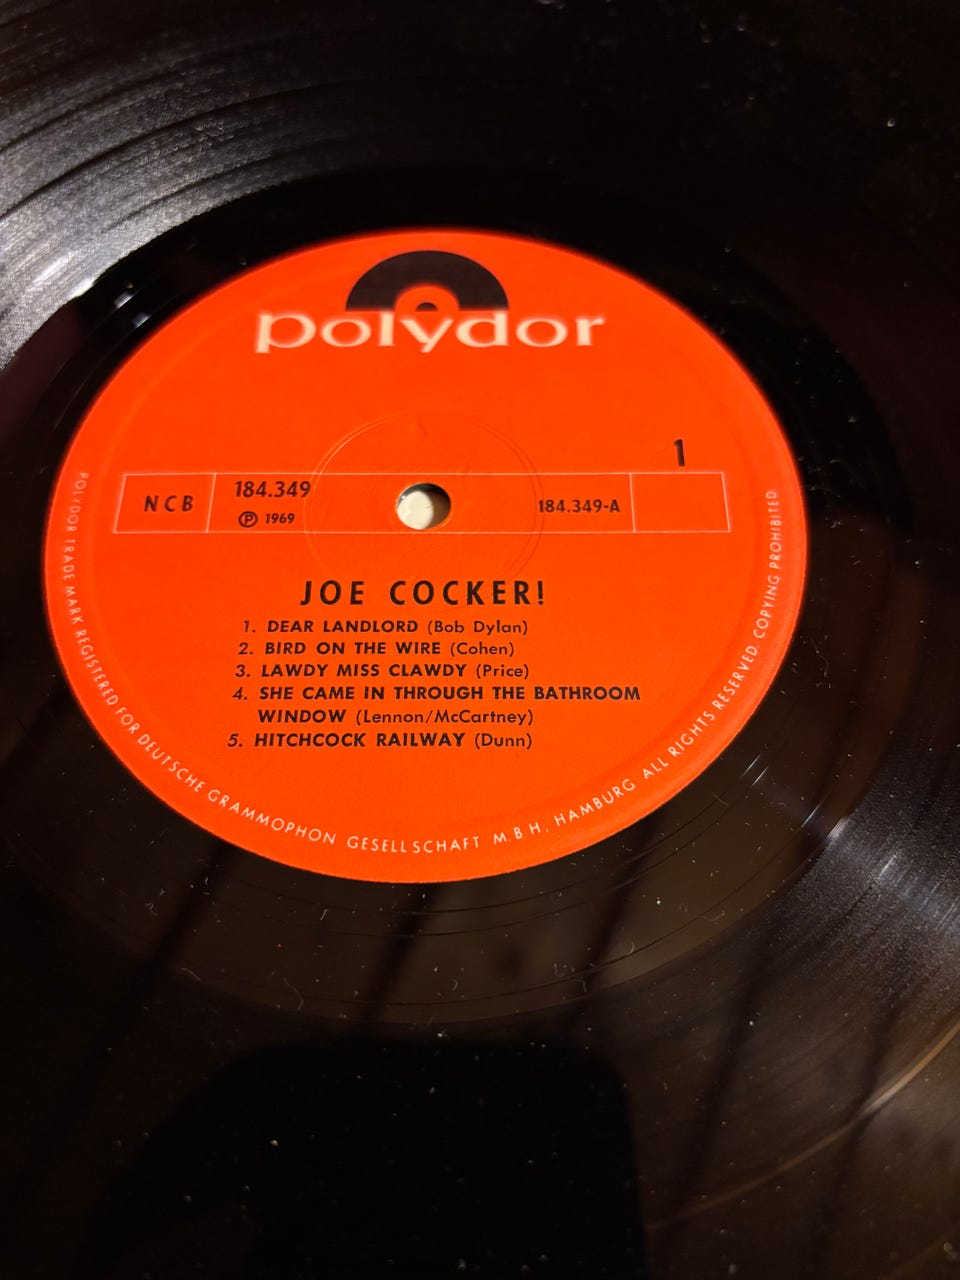 polydor
1
NCB
184.349
℗ 1969
184.349-A
JOE COCKER!
1. DEAR LANDLORD (Bob Dylan)
2. BIRD ON THE WIRE (Cohen)
3. LAWDY MISS CLAWDY (Price)
4. SHE CAME IN THROUGH THE BATHROOM
WINDOW (Lennon/McCartney)
5. HITCHCOCK RAILWAY (Dunn)
POLYDOR TRADE MARK REGISTERED FOR DEUTSCHE GRAMMOPHON GESELLSCHAFT M.B.H. HAMBURG ALL RIGHTS RESERVED. COPYING PROHIBITED